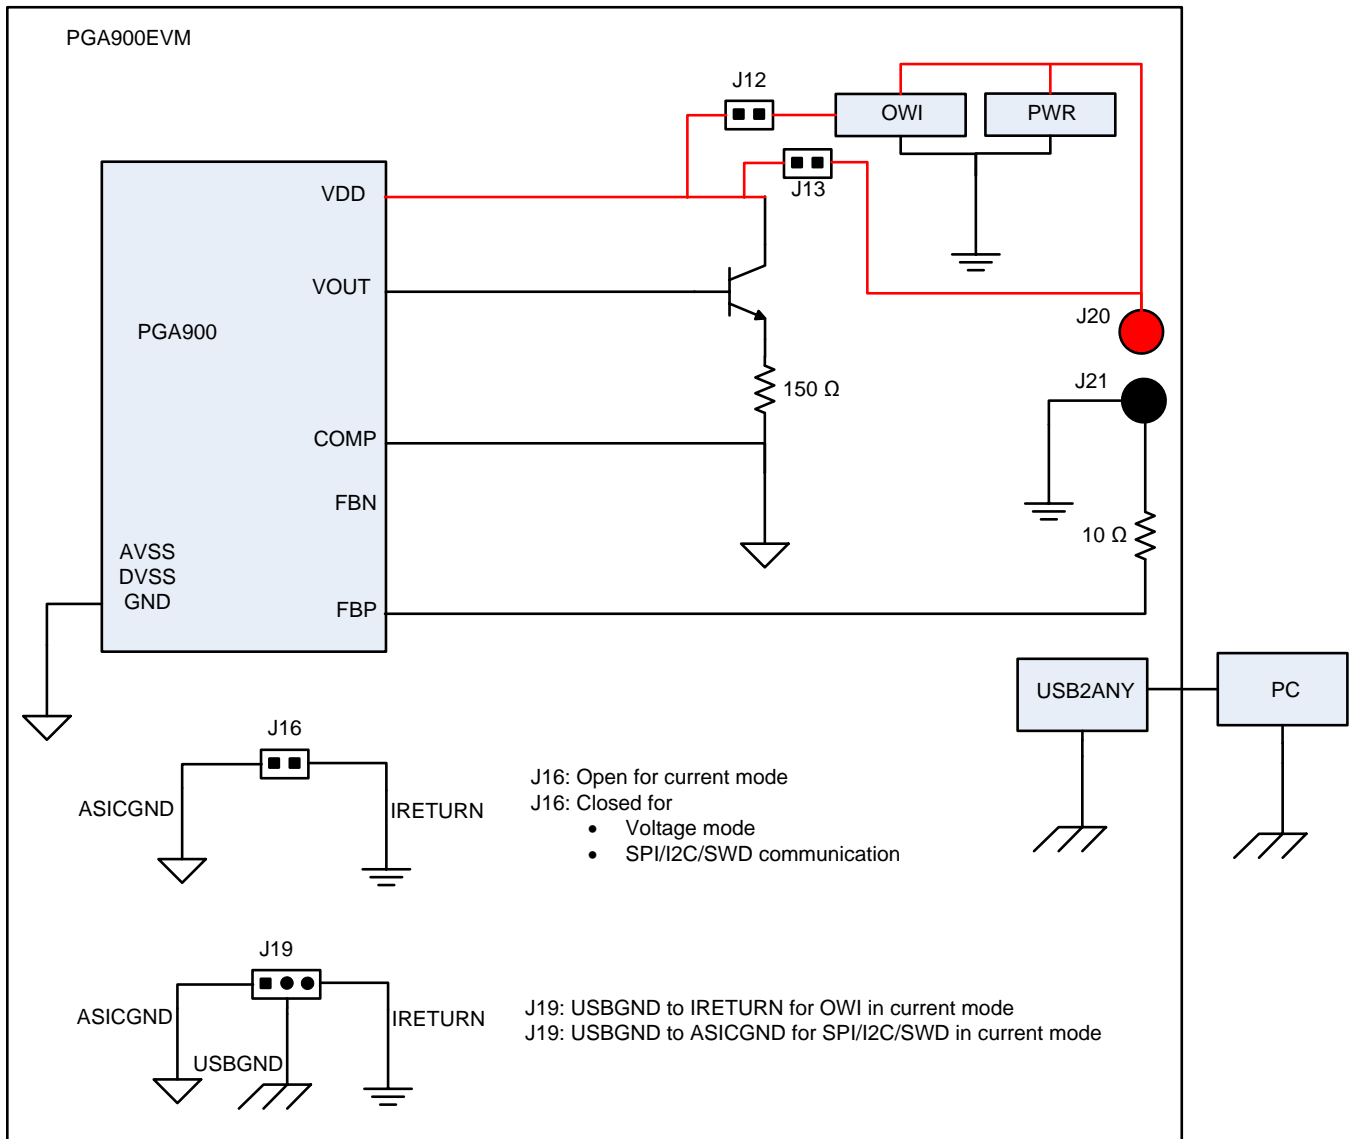 PGA900EVM
J12
OWI
PWR
J13
VDD
VOUT
PGA900
J20
J21
150 Ω
COMP
FBN
10 Ω
AVSS
DVSS
GND
FBP
USB2ANY
PC
J16
ASICGND
IRETURN
J16: Open for current mode
J16: Closed for
• Voltage mode
• SPI/I2C/SWD communication
J19
ASICGND
IRETURN
USBGND
J19: USBGND to IRETURN for OWI in current mode
J19: USBGND to ASICGND for SPI/I2C/SWD in current mode